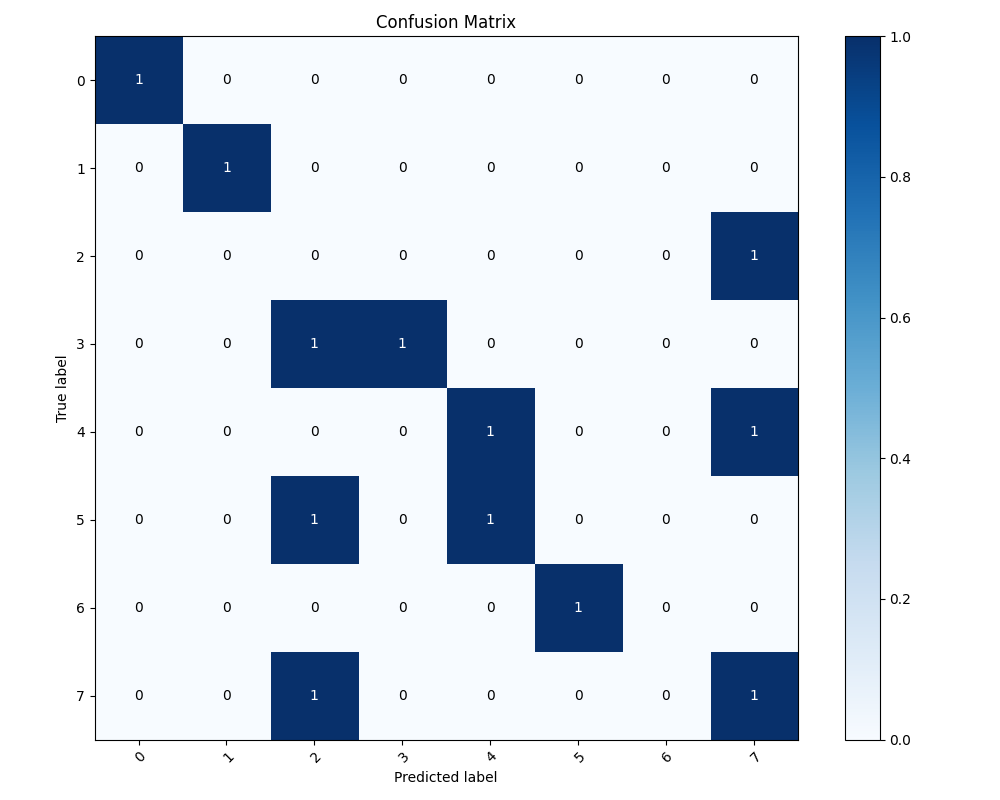 Confusion Matrix
0 1 0 0 0 0 0 0 0
1 0 1 0 0 0 0 0 0
2 0 0 0 0 0 0 0 1
3 0 0 1 1 0 0 0 0
4 0 0 0 0 1 0 0 1
5 0 0 1 0 1 0 0 0
6 0 0 0 0 0 1 0 0
7 0 0 1 0 0 0 0 1
0 1 2 3 4 5 6 7
True label
Predicted label
1.0
0.8
0.6
0.4
0.2
0.0